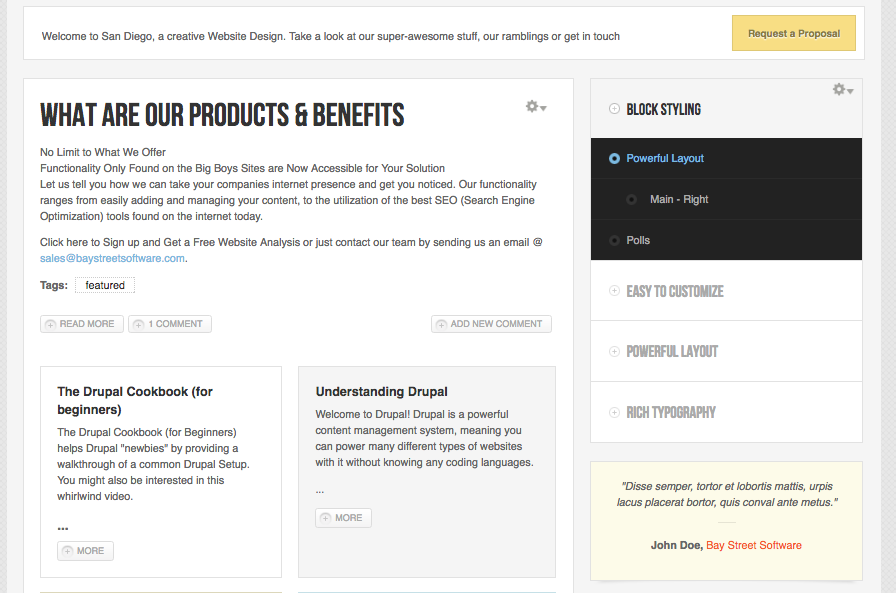 Welcome to San Diego, a creative Website Design. Take a look at our super-awesome stuff, our ramblings or get in touch
Request a Proposal
WHAT ARE OUR PRODUCTS & BENEFITS
No Limit to What We Offer
Functionality Only Found on the Big Boys Sites are Now Accessible for Your Solution
Let us tell you how we can take your companies internet presence and get you noticed. Our functionality
ranges from easily adding and managing your content, to the utilization of the best SEO (Search Engine
Optimization) tools found on the internet today.
Click here to Sign up and Get a Free Website Analysis or just contact our team by sending us an email @
sales@baystreetsoftware.com.
Tags: featured
READ MORE
1 COMMENT
ADD NEW COMMENT
The Drupal Cookbook (for
beginners)
The Drupal Cookbook (for Beginners)
helps Drupal "newbies" by providing a
walkthrough of a common Drupal Setup.
You might also be interested in this
whirlwind video.
...
MORE
Understanding Drupal
Welcome to Drupal! Drupal is a powerful
content management system, meaning you
can power many different types of websites
with it without knowing any coding languages.
...
MORE
BLOCK STYLING
Powerful Layout
Main - Right
Polls
EASY TO CUSTOMIZE
POWERFUL LAYOUT
RICH TYPOGRAPHY
"Disse semper, tortor et lobortis mattis, urpis
lacus placerat bortor, quis conval ante metus."
John Doe, Bay Street Software